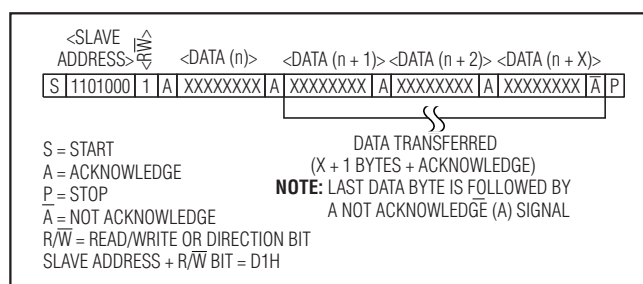 <SLAVE
ADDRESS> <R/W̅> <DATA (n)> <DATA (n + 1)> <DATA (n + 2)> <DATA (n + X)>
S 1101000 1 A XXXXXXXX A XXXXXXXX A XXXXXXXX A XXXXXXXX A̅ P
S = START
A = ACKNOWLEDGE
P = STOP
A̅ = NOT ACKNOWLEDGE
R/W̅ = READ/WRITE OR DIRECTION BIT
SLAVE ADDRESS + R/W̅ BIT = D1H
DATA TRANSFERRED
(X + 1 BYTES + ACKNOWLEDGE)
NOTE: LAST DATA BYTE IS FOLLOWED BY
A NOT ACKNOWLEDGE̅ (A) SIGNAL